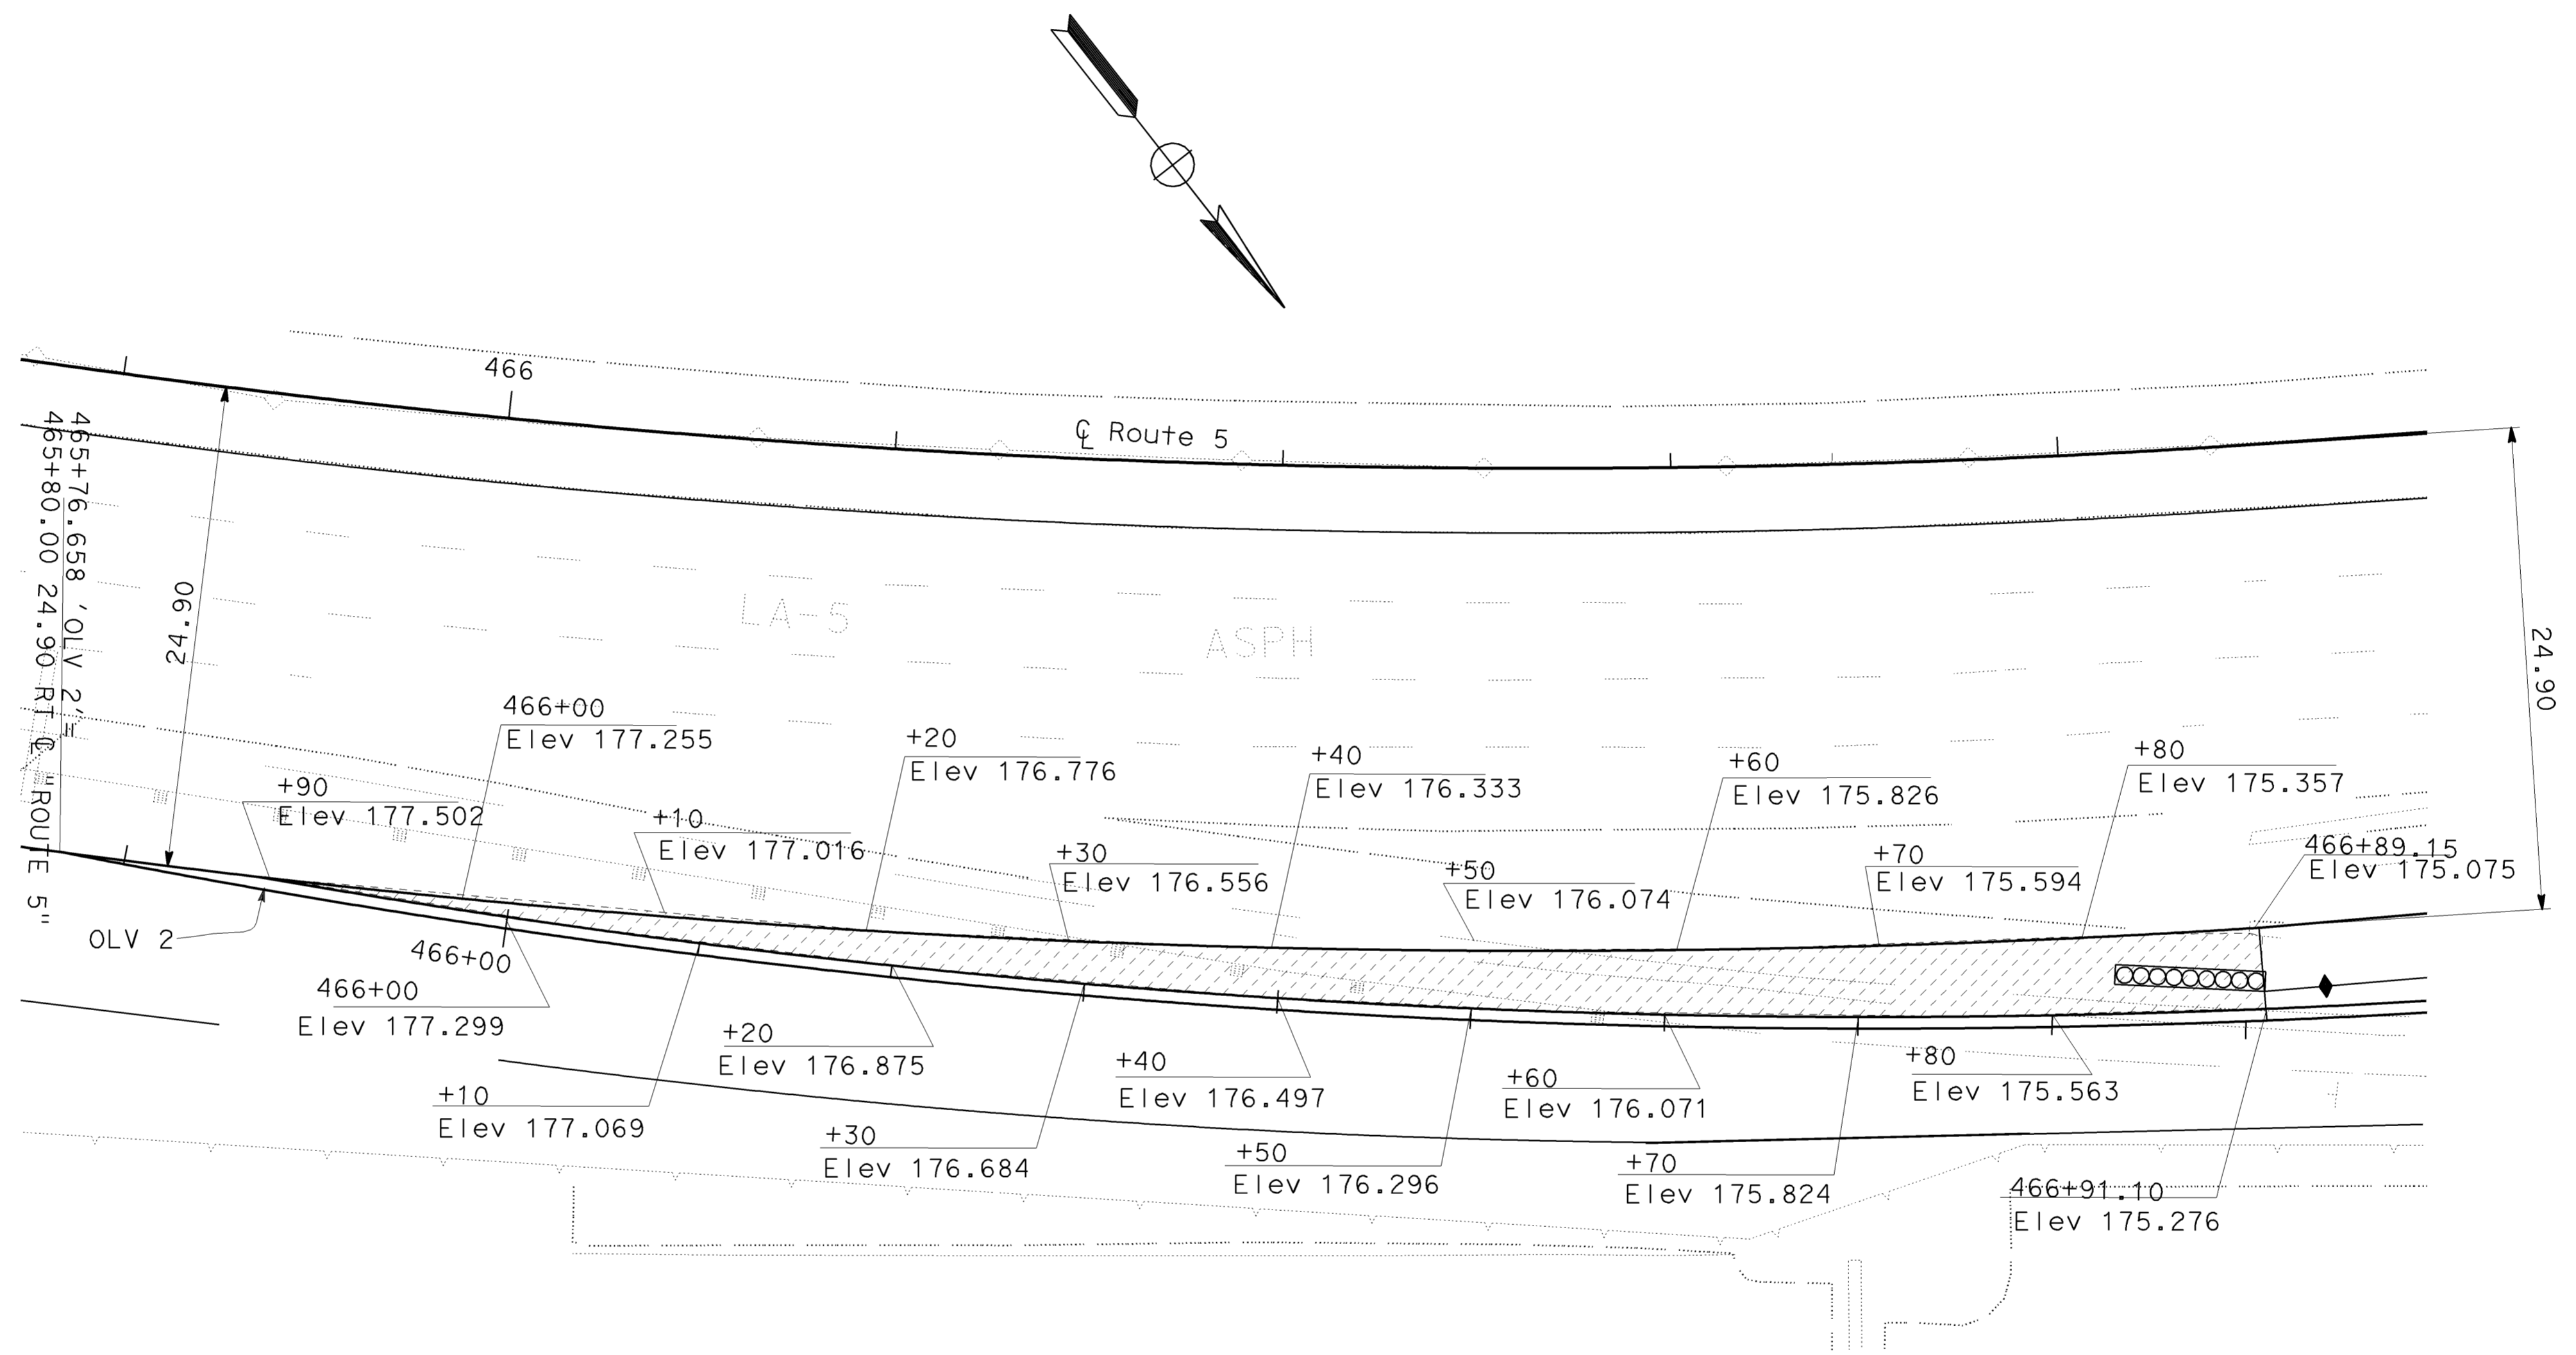 466
℄ Route 5
465+76.658 'OLV 2'=
465+80.00 24.90 RT ℄ "ROUTE 5"
24.90
24.90
LA-5
ASPH
466+00
Elev 177.255
+20
Elev 176.776
+40
Elev 176.333
+60
Elev 175.826
+80
Elev 175.357
+90
Elev 177.502
+10
Elev 177.016
+30
Elev 176.556
+50
Elev 176.074
+70
Elev 175.594
466+89.15
Elev 175.075
OLV 2
466+00
466+00
Elev 177.299
+20
Elev 176.875
+40
Elev 176.497
+60
Elev 176.071
+80
Elev 175.563
+10
Elev 177.069
+30
Elev 176.684
+50
Elev 176.296
+70
Elev 175.824
466+91.10
Elev 175.276